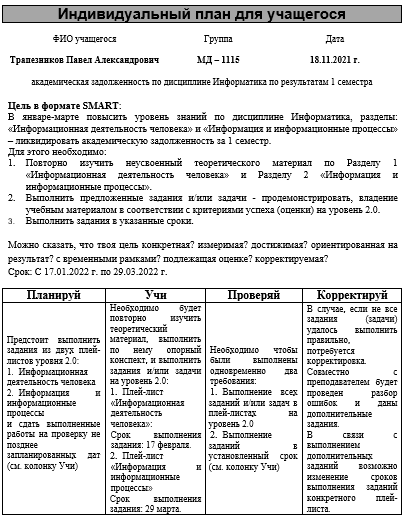 Индивидуальный план для учащегося
ФИО учащегося Группа Дата
Трапезников Павел Александрович МД – 1115 18.11.2021 г.
академическая задолженность по дисциплине Информатика по результатам 1 семестра
Цель в формате SMART:
В январе-марте повысить уровень знаний по дисциплине Информатика, разделы:
«Информационная деятельность человека» и «Информация и информационные процессы»
– ликвидировать академическую задолженность за 1 семестр.
Для этого необходимо:
1. Повторно изучить неусвоенный теоретического материал по Разделу 1
«Информационная деятельность человека» и Разделу 2 «Информация и
информационные процессы».
2. Выполнить предложенные задания и/или задачи - продемонстрировать, владение
учебным материалом в соответствии с критериями успеха (оценки) на уровень 2.0.
3. Выполнить задания в указанные сроки.
Можно сказать, что твоя цель конкретная? измеримая? достижимая? ориентированная на
результат? с временными рамками? подлежащая оценке? корректируемая?
Срок: С 17.01.2022 г. по 29.03.2022 г.
Планируй
Предстоит выполнить
задания из двух плей-
листов уровня 2.0:
1. Информационная
деятельность человека
2. Информация и
информационные
процессы
и сдать выполненные
работы на проверку не
позднее
запланированных дат
(см. колонку Учи)
Учи
Необходимо будет
повторно изучить
теоретический
материал, выполнить
по нему опорный
конспект, и выполнить
задания и/или задачи
на уровень 2.0:
1. Плей-лист
«Информационная
деятельность
человека»:
Срок выполнения
задания: 17 февраля.
2. Плей-лист
«Информация и
информационные
процессы»
Срок выполнения
задания: 29 марта.
Проверяй
Необходимо чтобы
были выполнены
одновременно два
требования:
1. Выполнение всех
заданий и/или задач в
плей-листах на
уровень 2.0
2. Выполнение
заданий в
установленный срок
(см. колонку Учи)
Корректируй
В случае, если не все
задания (задачи)
удалось выполнить
правильно,
потребуется
корректировка.
Совместно с
преподавателем будет
проведен разбор
ошибок и даны
дополнительные
задания.
В связи с
выполнением
дополнительных
заданий возможно
изменение сроков
выполнения заданий
конкретного плей-
листа.